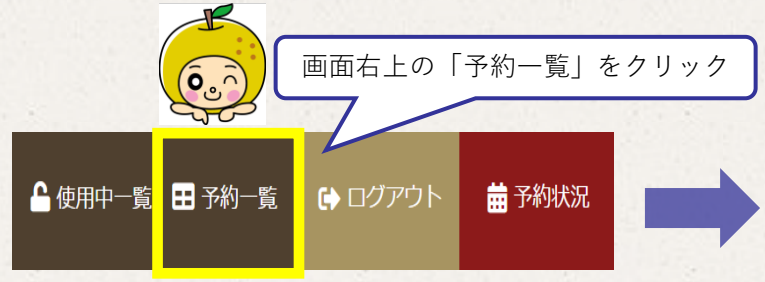 画面右上の「予約一覧」をクリック
使用中一覧
予約一覧
ログアウト
予約状況